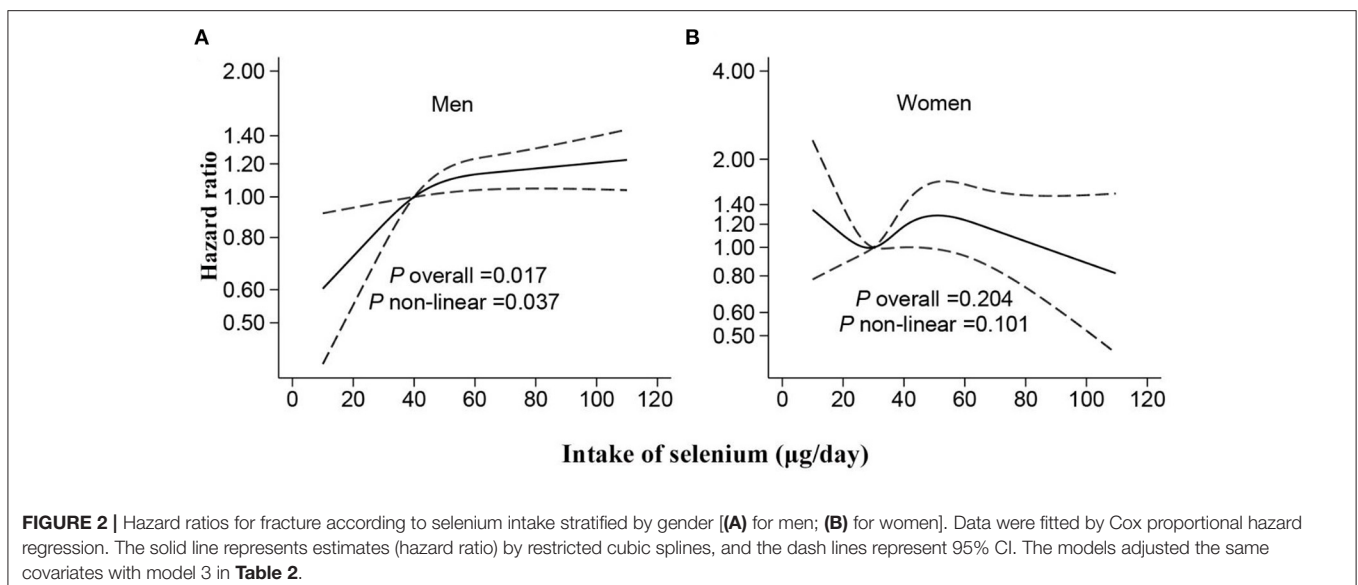 A
B
2.00
1.40
1.20
1.00
0.80
0.60
0.50
Hazard ratio
Men
P overall =0.017
P non-linear =0.037
0 20 40 60 80 100 120
4.00
2.00
1.40
1.20
1.00
0.80
0.60
0.50
Women
P overall =0.204
P non-linear =0.101
0 20 40 60 80 100 120
Intake of selenium (μg/day)
FIGURE 2 | Hazard ratios for fracture according to selenium intake stratified by gender [(A) for men; (B) for women]. Data were fitted by Cox proportional hazard
regression. The solid line represents estimates (hazard ratio) by restricted cubic splines, and the dash lines represent 95% CI. The models adjusted the same
covariates with model 3 in Table 2.